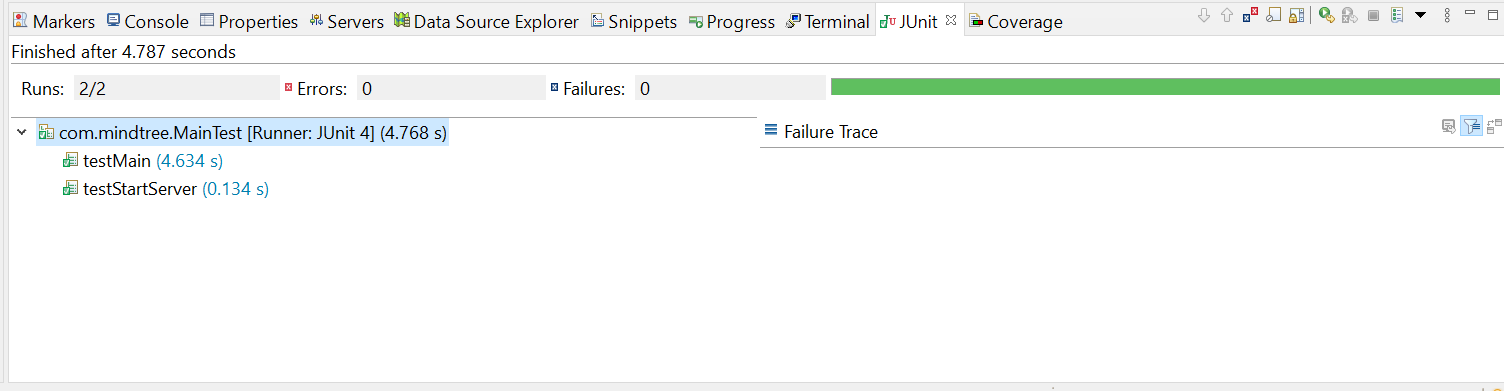 Markers Console Properties Servers Data Source Explorer Snippets Progress Terminal JUnit Coverage
Finished after 4.787 seconds
Runs: 2/2 Errors: 0 Failures: 0
com.mindtree.MainTest [Runner: JUnit 4] (4.768 s)
Failure Trace
testMain (4.634 s)
testStartServer (0.134 s)